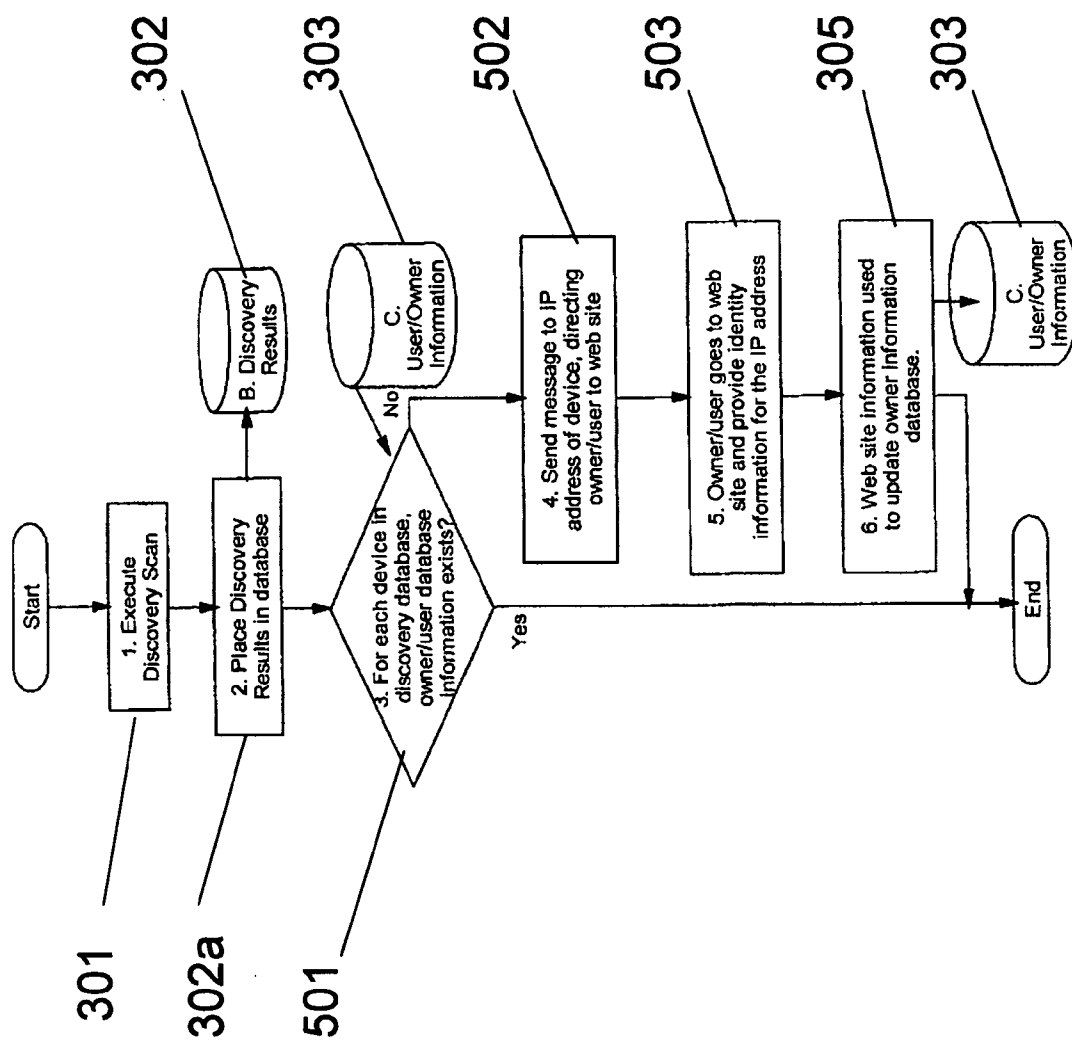 Start
1. Execute
Discovery Scan
301
2. Place Discovery
Results in database
302a
B. Discovery
Results
302
3. For each device in
discovery database,
owner/user database
Information exists?
501
C.
User/Owner
Information
303
No
Yes
4. Send message to IP
address of device, directing
owner/user to web site
502
5. Owner/user goes to web
site and provide identity
information for the IP address
503
6. Web site information used
to update owner Information
database.
305
C.
User/Owner
Information
303
End